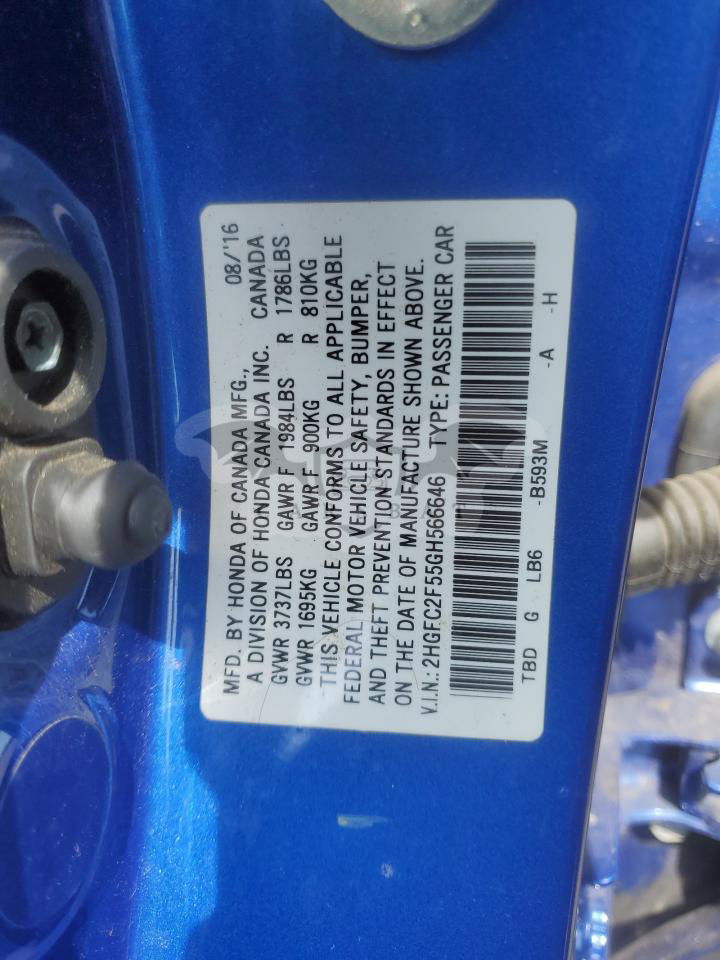 MFD. BY HONDA OF CANADA MFG., 08/'16
A DIVISION OF HONDA CANADA INC. CANADA
GVWR 3737LBS GAWR F 1984LBS R 1786LBS
GVWR 1695KG GAWR F 900KG R 810KG
THIS VEHICLE CONFORMS TO ALL APPLICABLE
FEDERAL MOTOR VEHICLE SAFETY, BUMPER,
AND THEFT PREVENTION STANDARDS IN EFFECT
ON THE DATE OF MANUFACTURE SHOWN ABOVE.
V.I.N.: 2HGFC2F55GH566646 TYPE: PASSENGER CAR
TBD G LB6 -B593M -A -H